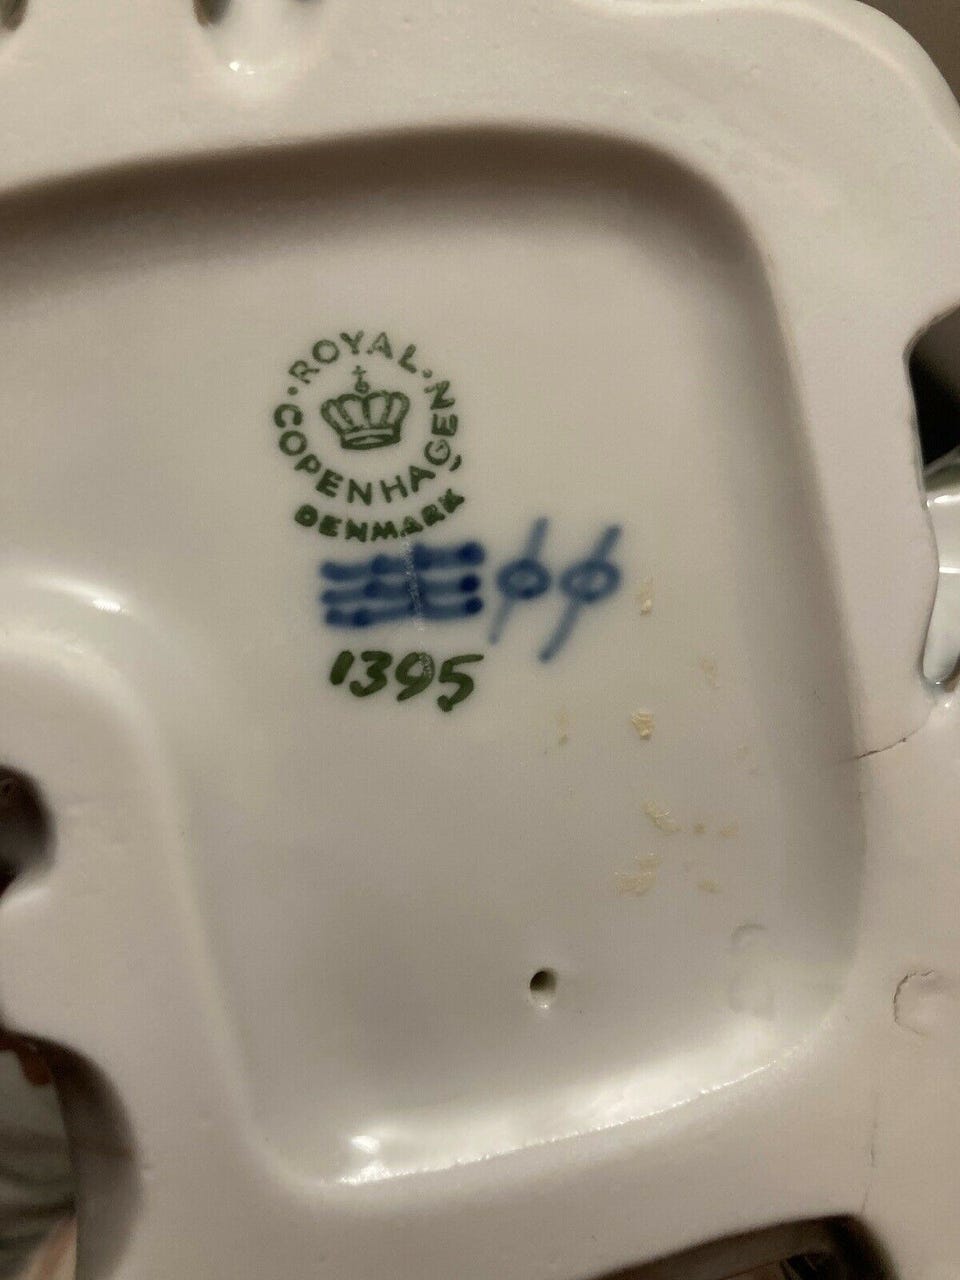 ROYAL
COPENHAGEN
DENMARK
1395